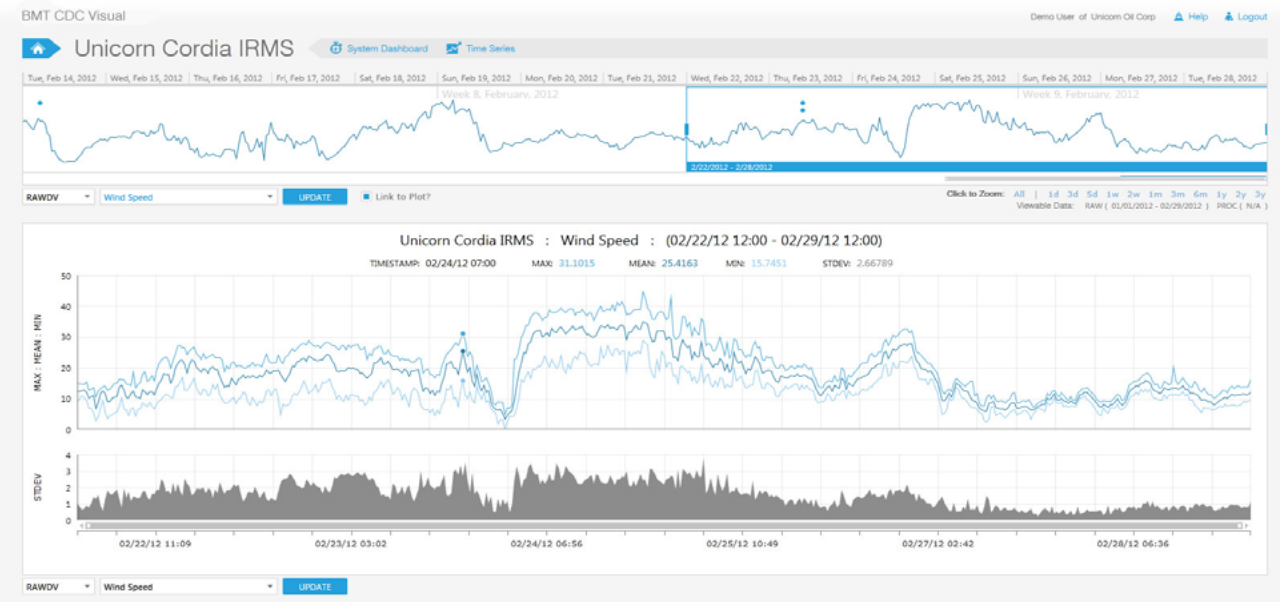 BMT CDC Visual
Demo User of Unicorn Oil Corp Help Logout
Unicorn Cordia IRMS System Dashboard Time Series
Tue, Feb 14, 2012 Wed, Feb 15, 2012 Thu, Feb 16, 2012 Fri, Feb 17, 2012 Sat, Feb 18, 2012 Sun, Feb 19, 2012 Mon, Feb 20, 2012 Tue, Feb 21, 2012 Wed, Feb 22, 2012 Thu, Feb 23, 2012 Fri, Feb 24, 2012 Sat, Feb 25, 2012 Sun, Feb 26, 2012 Mon, Feb 27, 2012 Tue, Feb 28, 2012
Week 8, February, 2012 Week 9, February, 2012
2/22/2012 - 2/28/2012
RAWDV Wind Speed UPDATE Link to Plot?
Click to Zoom: All | 1d 3d 5d 1w 2w 1m 3m 6m 1y 2y 3y
Viewable Data: RAW ( 01/01/2012 - 02/29/2012 ) PROC ( N/A )
Unicorn Cordia IRMS : Wind Speed : (02/22/12 12:00 - 02/29/12 12:00)
TIMESTAMP: 02/24/12 07:00 MAX: 31.1015 MEAN: 25.4163 MIN: 15.7451 STDEV: 2.66789
MAX : MEAN : MIN
50
40
30
20
10
0
STDEV
4
3
2
1
0
02/22/12 11:09 02/23/12 03:02 02/24/12 06:56 02/25/12 10:49 02/27/12 02:42 02/28/12 06:36
RAWDV Wind Speed UPDATE